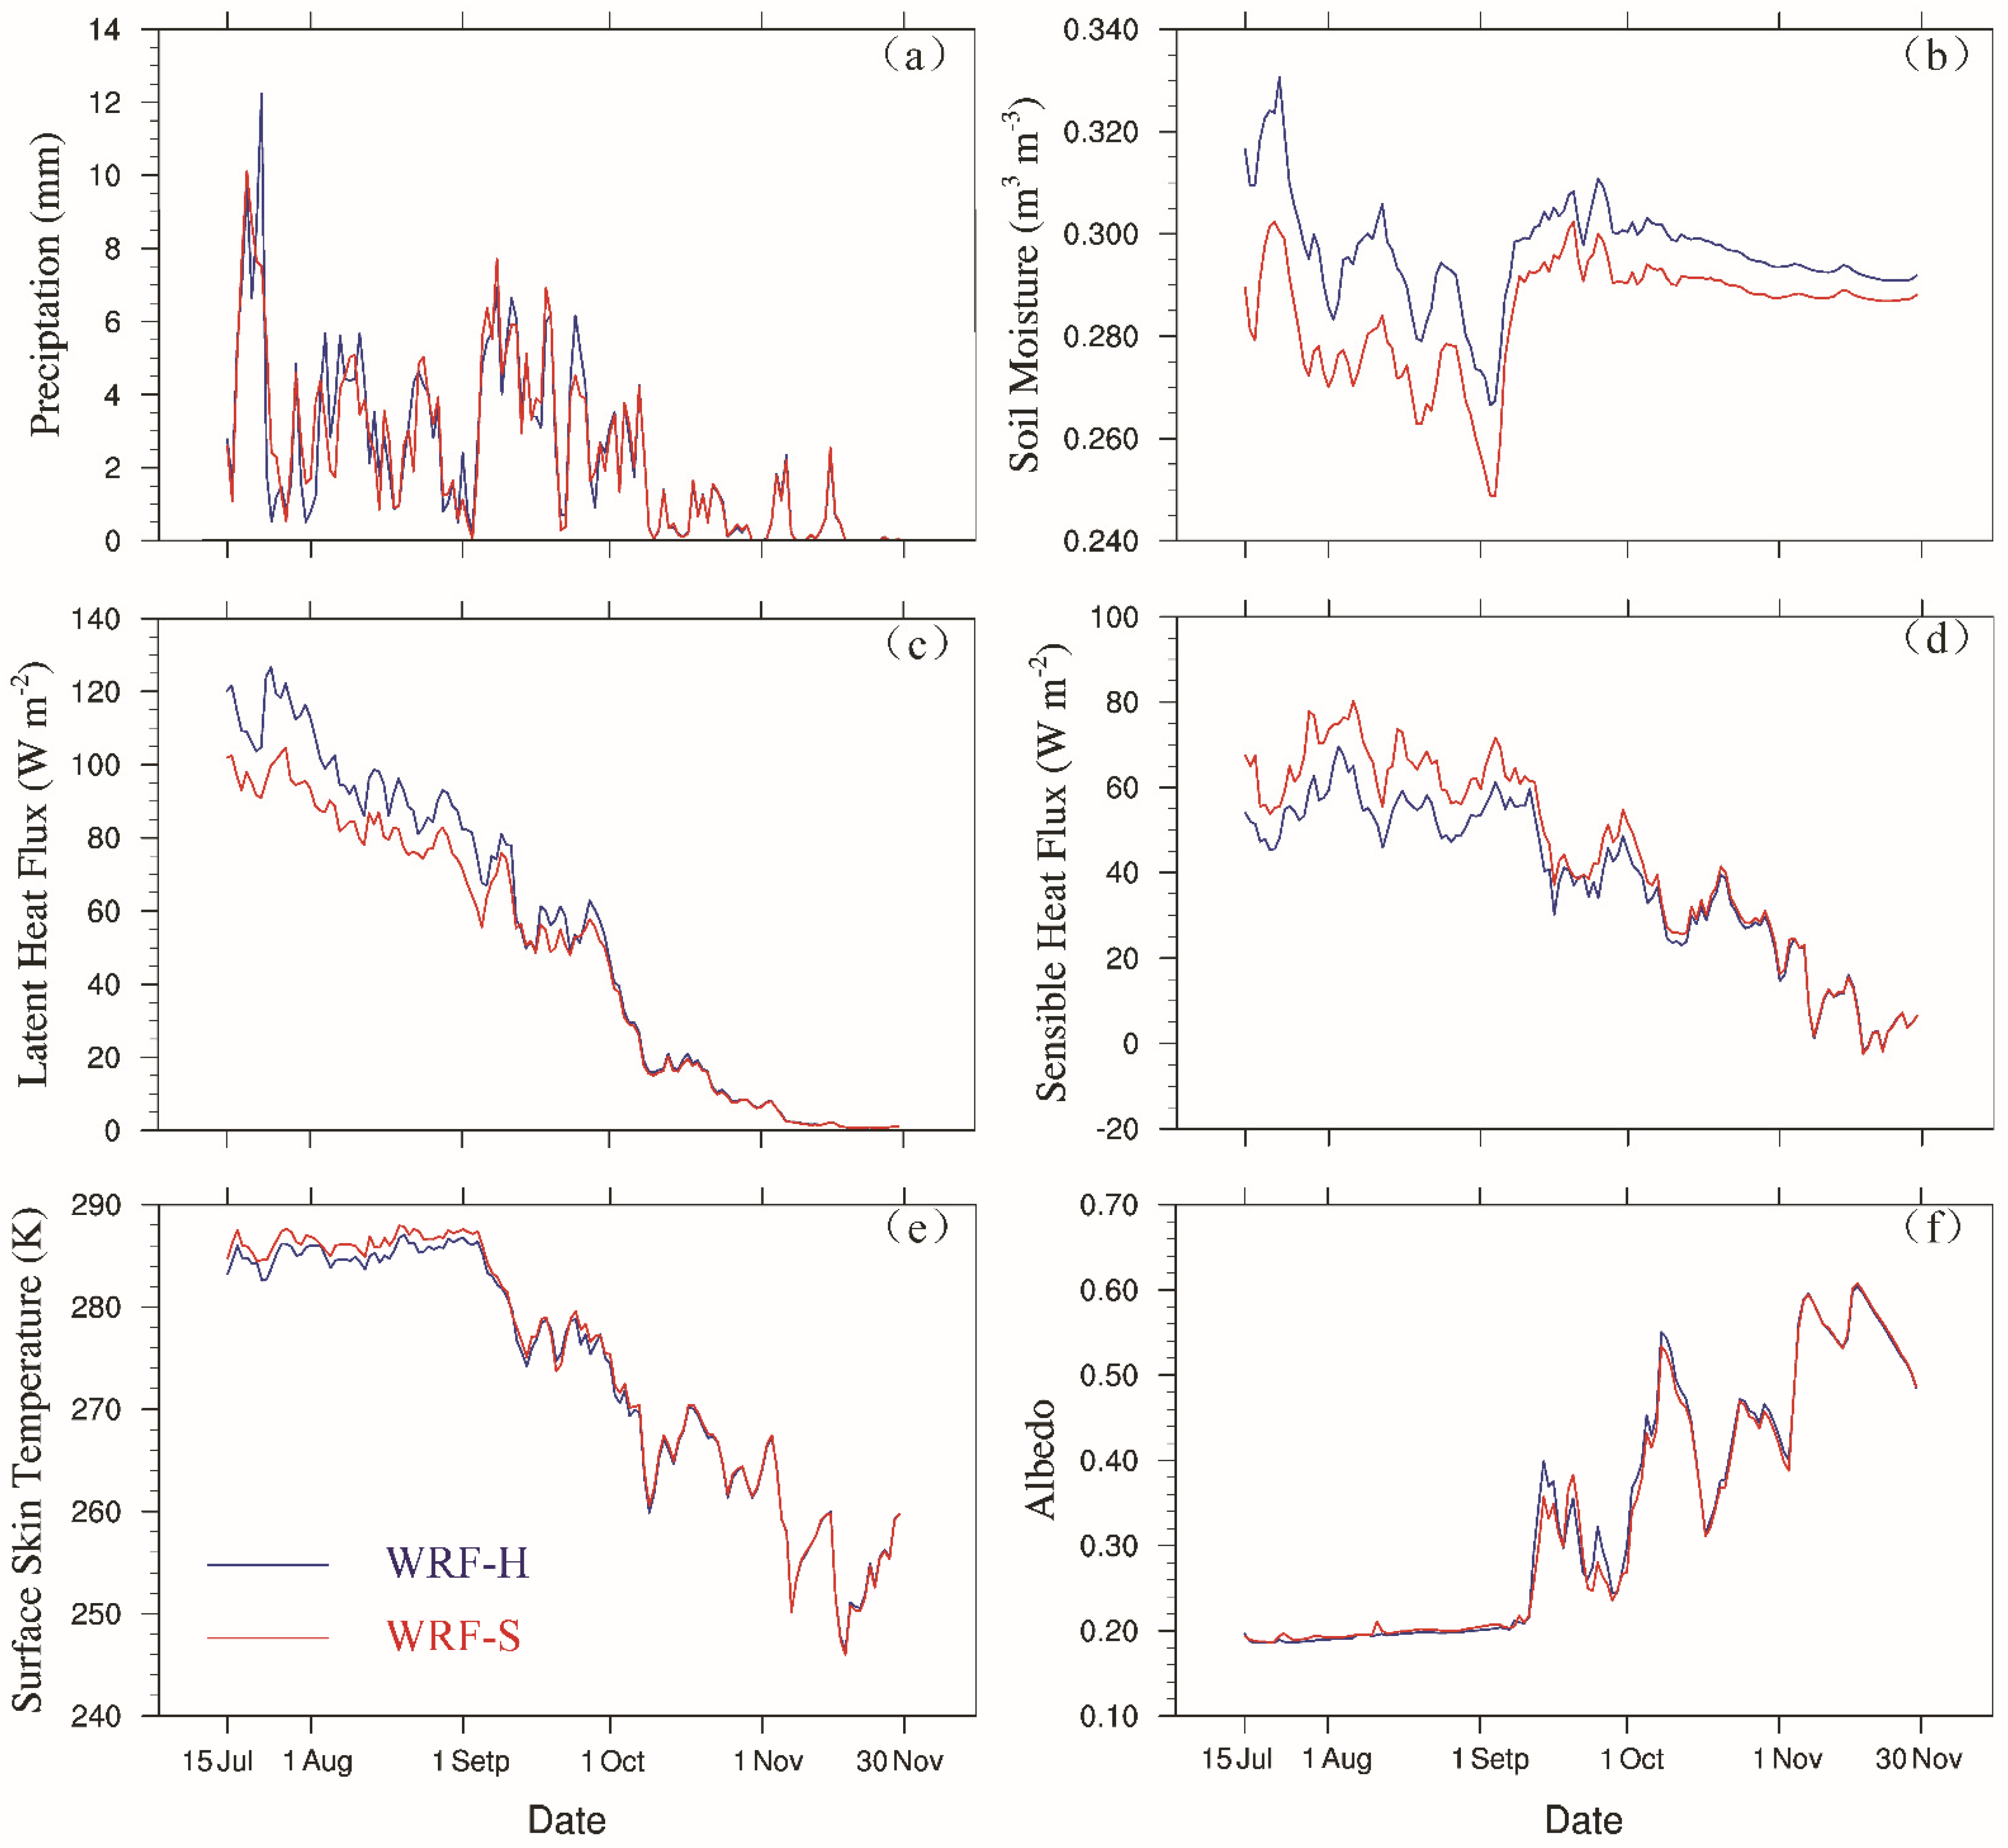 (a)
Preciptation (mm)
14
12
10
8
6
4
2
0
(b)
Soil Moisture (m³ m⁻³)
0.340
0.320
0.300
0.280
0.260
0.240
(c)
Latent Heat Flux (W m⁻²)
140
120
100
80
60
40
20
0
(d)
Sensible Heat Flux (W m⁻²)
100
80
60
40
20
0
-20
(e)
Surface Skin Temperature (K)
290
280
270
260
250
240
WRF-H
WRF-S
15 Jul 1 Aug 1 Setp 1 Oct 1 Nov 30 Nov
Date
(f)
Albedo
0.70
0.60
0.50
0.40
0.30
0.20
0.10
15 Jul 1 Aug 1 Setp 1 Oct 1 Nov 30 Nov
Date